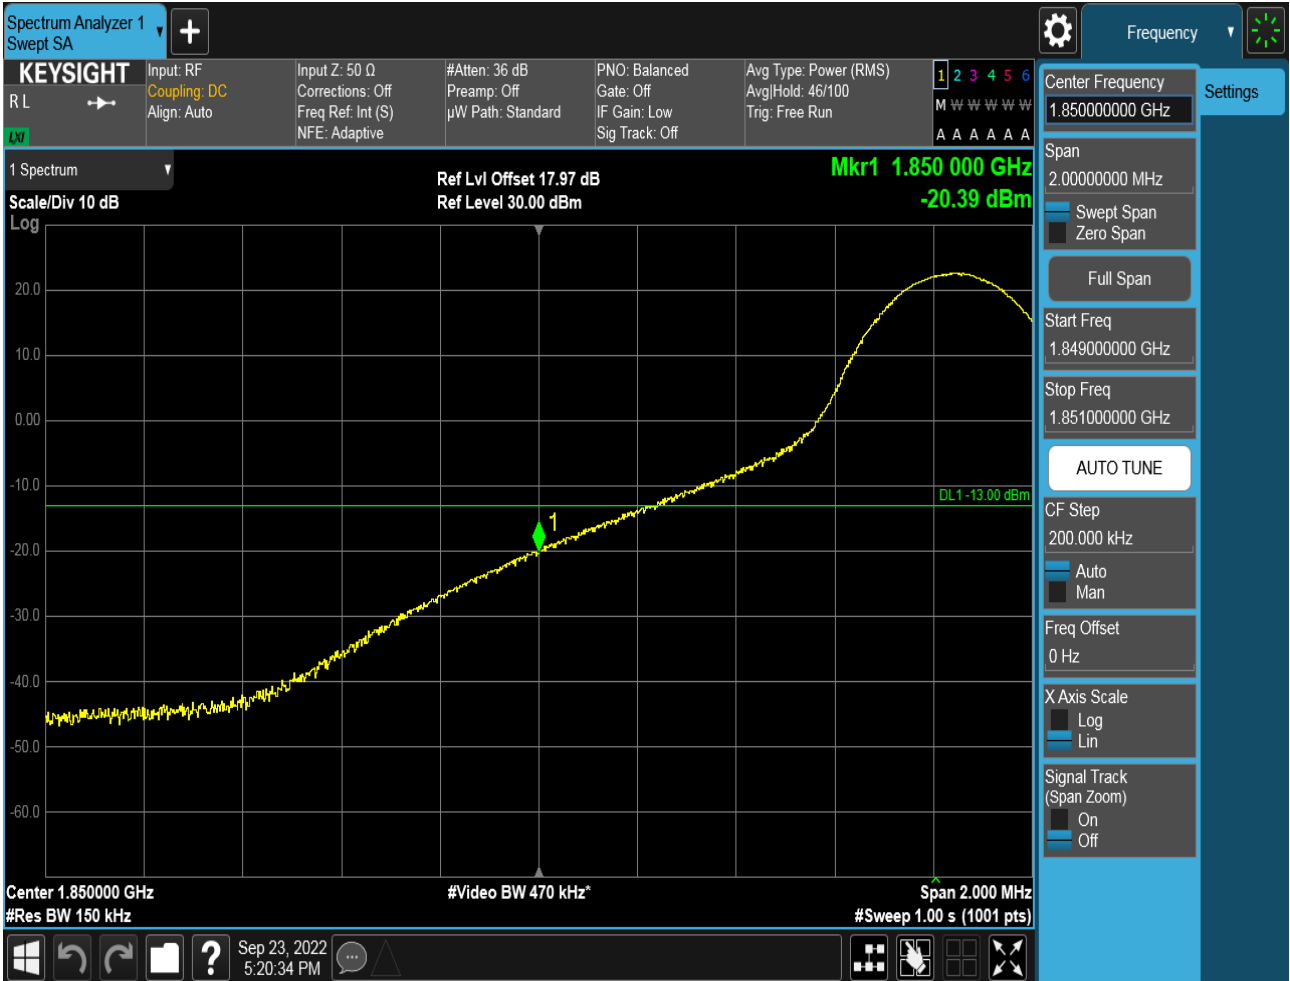 Spectrum Analyzer 1
Swept SA
Frequency
KEYSIGHT
R L
LXI
Input: RF
Coupling: DC
Align: Auto
Input Z: 50 Ω
Corrections: Off
Freq Ref: Int (S)
NFE: Adaptive
#Atten: 36 dB
Preamp: Off
µW Path: Standard
PNO: Balanced
Gate: Off
IF Gain: Low
Sig Track: Off
Avg Type: Power (RMS)
Avg|Hold: 46/100
Trig: Free Run
1 2 3 4 5 6
M W W W W W
A A A A A A
1 Spectrum
Scale/Div 10 dB
Log
Ref Lvl Offset 17.97 dB
Ref Level 30.00 dBm
Mkr1 1.850 000 GHz
-20.39 dBm
20.0
10.0
0.00
-10.0
-20.0
-30.0
-40.0
-50.0
-60.0
DL1 -13.00 dBm
1
Center 1.850000 GHz
#Res BW 150 kHz
#Video BW 470 kHz*
Span 2.000 MHz
#Sweep 1.00 s (1001 pts)
Sep 23, 2022
5:20:34 PM
Center Frequency
1.850000000 GHz
Span
2.00000000 MHz
Swept Span
Zero Span
Full Span
Start Freq
1.849000000 GHz
Stop Freq
1.851000000 GHz
AUTO TUNE
CF Step
200.000 kHz
Auto
Man
Freq Offset
0 Hz
X Axis Scale
Log
Lin
Signal Track
(Span Zoom)
On
Off
Settings